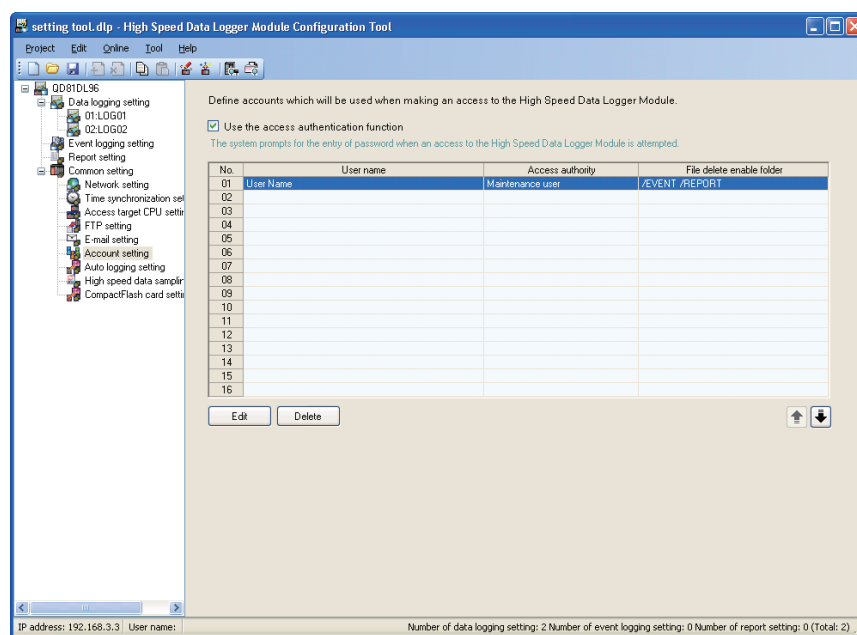 setting tool.dlp - High Speed Data Logger Module Configuration Tool
Project Edit Online Tool Help
QD81DL96
Data logging setting
01:LOG01
02:LOG02
Event logging setting
Report setting
Common setting
Network setting
Time synchronization set
Access target CPU settin
FTP setting
E-mail setting
Account setting
Auto logging setting
High speed data samplin
CompactFlash card settin
Define accounts which will be used when making an access to the High Speed Data Logger Module.
Use the access authentication function
The system prompts for the entry of password when an access to the High Speed Data Logger Module is attempted.
No. User name Access authority File delete enable folder
01 User Name Maintenance user /EVENT /REPORT
02
03
04
05
06
07
08
09
10
11
12
13
14
15
16
Edit Delete
IP address: 192.168.3.3 User name: Number of data logging setting: 2 Number of event logging setting: 0 Number of report setting: 0 (Total: 2)